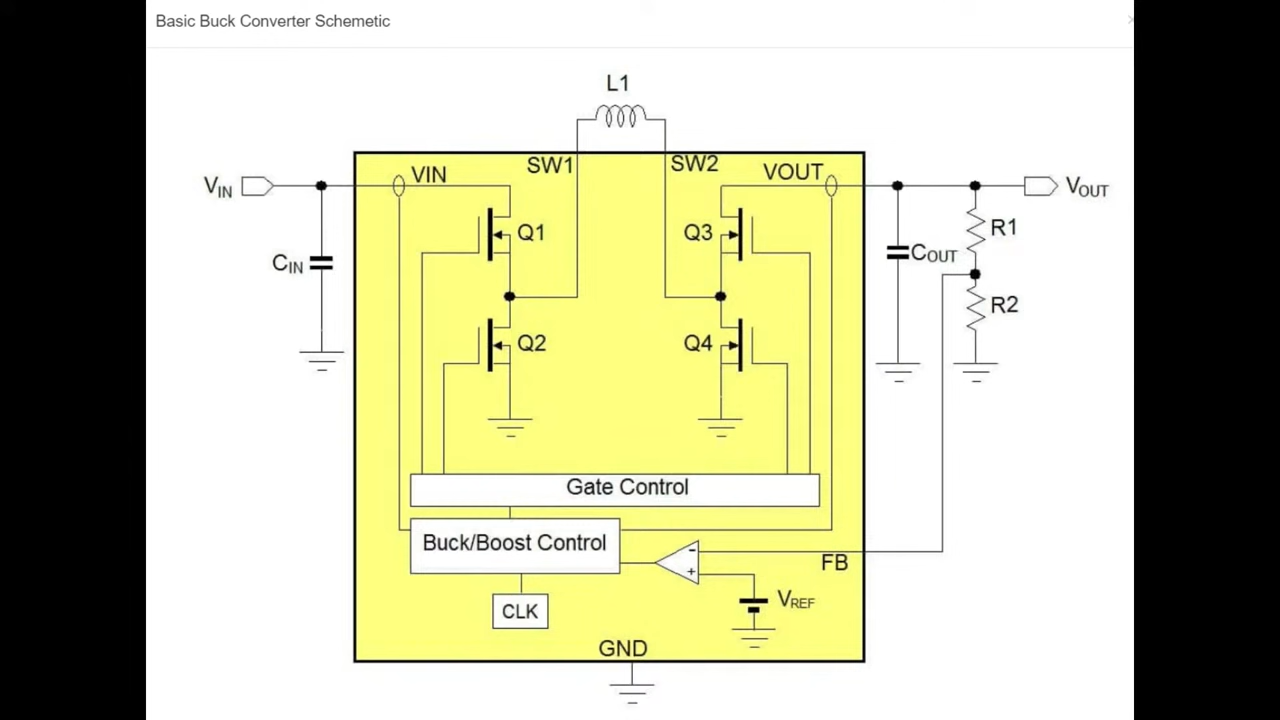 Basic Buck Converter Schemetic
×
L1
SW1
SW2
VIN
VOUT
VIN
VOUT
Q1
Q3
R1
CIN
COUT
R2
Q2
Q4
Gate Control
Buck/Boost Control
-
+
FB
CLK
VREF
GND